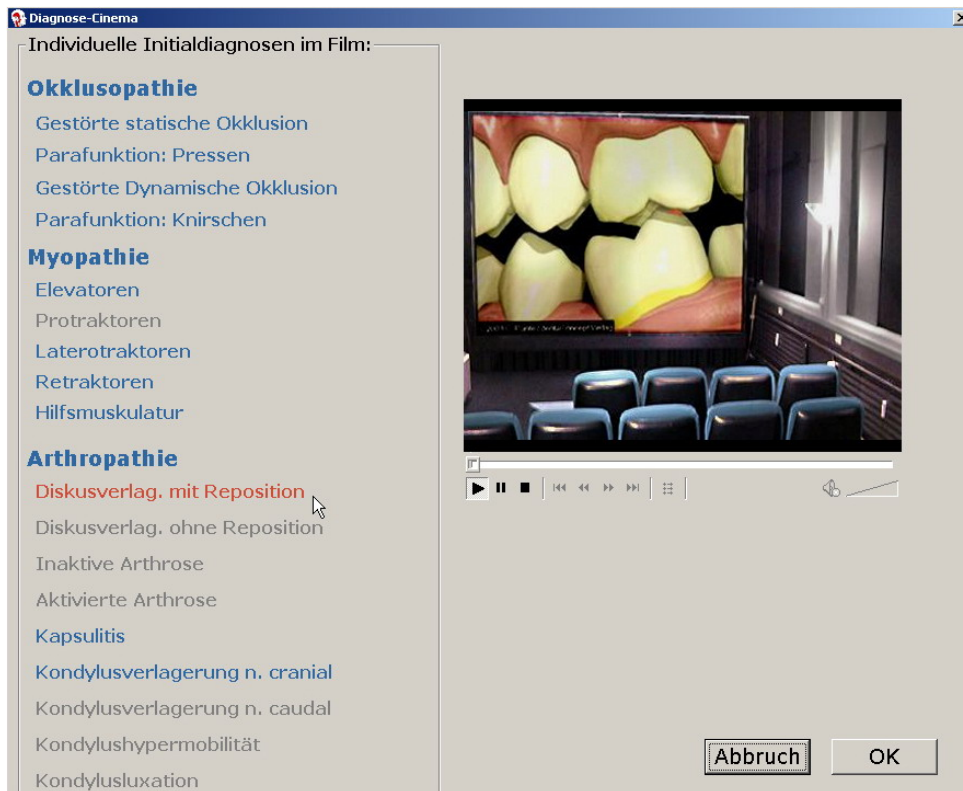 Diagnose-Cinema
Individuelle Initialdiagnosen im Film:
Okklusopathie
Gestörte statische Okklusion
Parafunktion: Pressen
Gestörte Dynamische Okklusion
Parafunktion: Knirschen
Myopathie
Elevatoren
Protraktoren
Laterotraktoren
Retraktoren
Hilfsmuskulatur
Arthropathie
Diskusverlag. mit Reposition
Diskusverlag. ohne Reposition
Inaktive Arthrose
Aktivierte Arthrose
Kapsulitis
Kondylusverlagerung n. cranial
Kondylusverlagerung n. caudal
Kondylushypermobilität
Kondylusluxation
Abbruch
OK